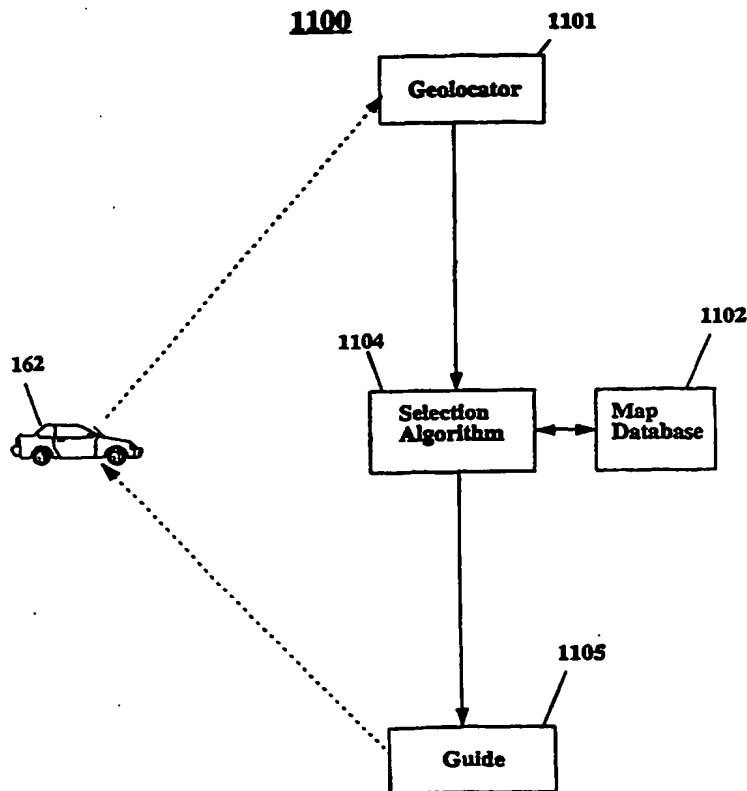 1100
1101
Geolocator
1102
1104
162
Selection
Algorithm
Map
Database
1105
Guide